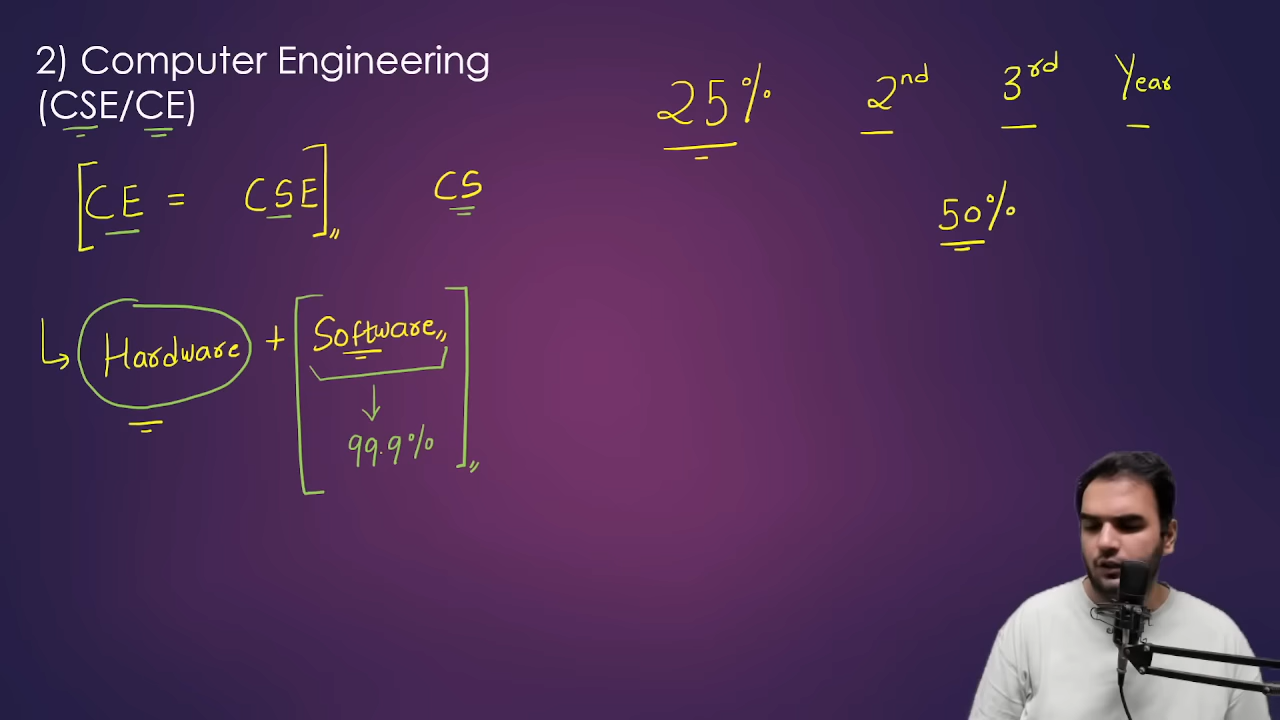 2) Computer Engineering
(CSE/CE)
25% 2nd 3rd Year
[CE = CSE] CS
50%
Hardware + [Software]
99.9%